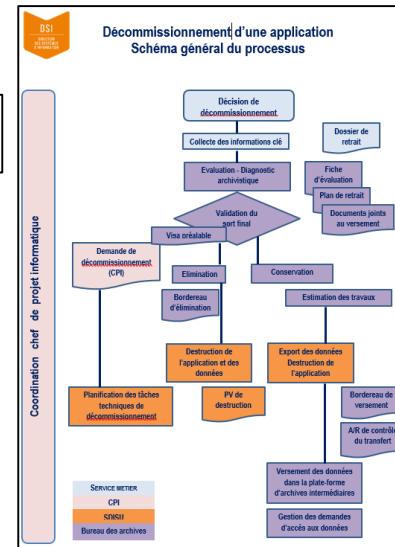 DSI
DIRECTION
DES SYSTÈMES
D'INFORMATION
Décommissionnement d'une application
Schéma général du processus
Coordination chef de projet informatique
Décision de
décommissionnement
Collecte des informations clé
Dossier de
retrait
Evaluation - Diagnostic
archivistique
Fiche
d'évaluation
Plan de retrait
Documents joints
au versement
Validation du
sort final
Visa préalable
Demande de
décommissionnement
(CPI)
Elimination
Conservation
Bordereau
d'élimination
Estimation des travaux
Destruction de
l'application et des
données
Export des données
Destruction de
l'application
Planification des tâches
techniques de
décommissionnement
PV de
destruction
Bordereau de
versement
A/R de contrôle
du transfert
Versement des données
dans la plate-forme
d'archives intermédiaires
Gestion des demandes
d'accès aux données
SERVICE METIER
CPI
SDISU
Bureau des archives